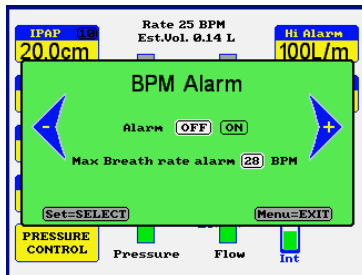 Rate 25 BPM
IPAP
Est.Vol. 0.14 L
Hi Alarm
20.0cm
100L/m
BPM Alarm
-
+
Alarm OFF ON
Max Breath rate alarm 28 BPM
Set=SELECT
Menu=EXIT
PRESSURE
CONTROL
Pressure
Flow
Int